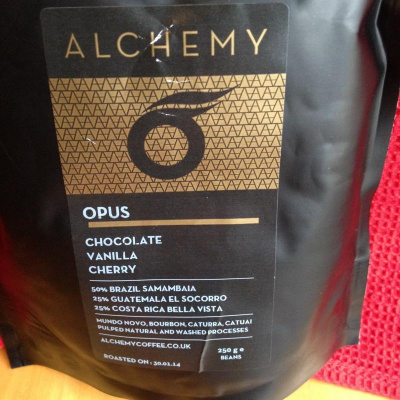 ALCHEMY
OPUS
CHOCOLATE
VANILLA
CHERRY
50% BRAZIL SAMAMBAIA
25% GUATEMALA EL SOCORRO
25% COSTA RICA BELLA VISTA
MUNDO NOVO, BOURBON, CATURRA, CATUAI
PULPED NATURAL AND WASHED PROCESSES
ALCHEMYCOFFEE.CO.UK 250 g e
BEANS
ROASTED ON: 30.01.14